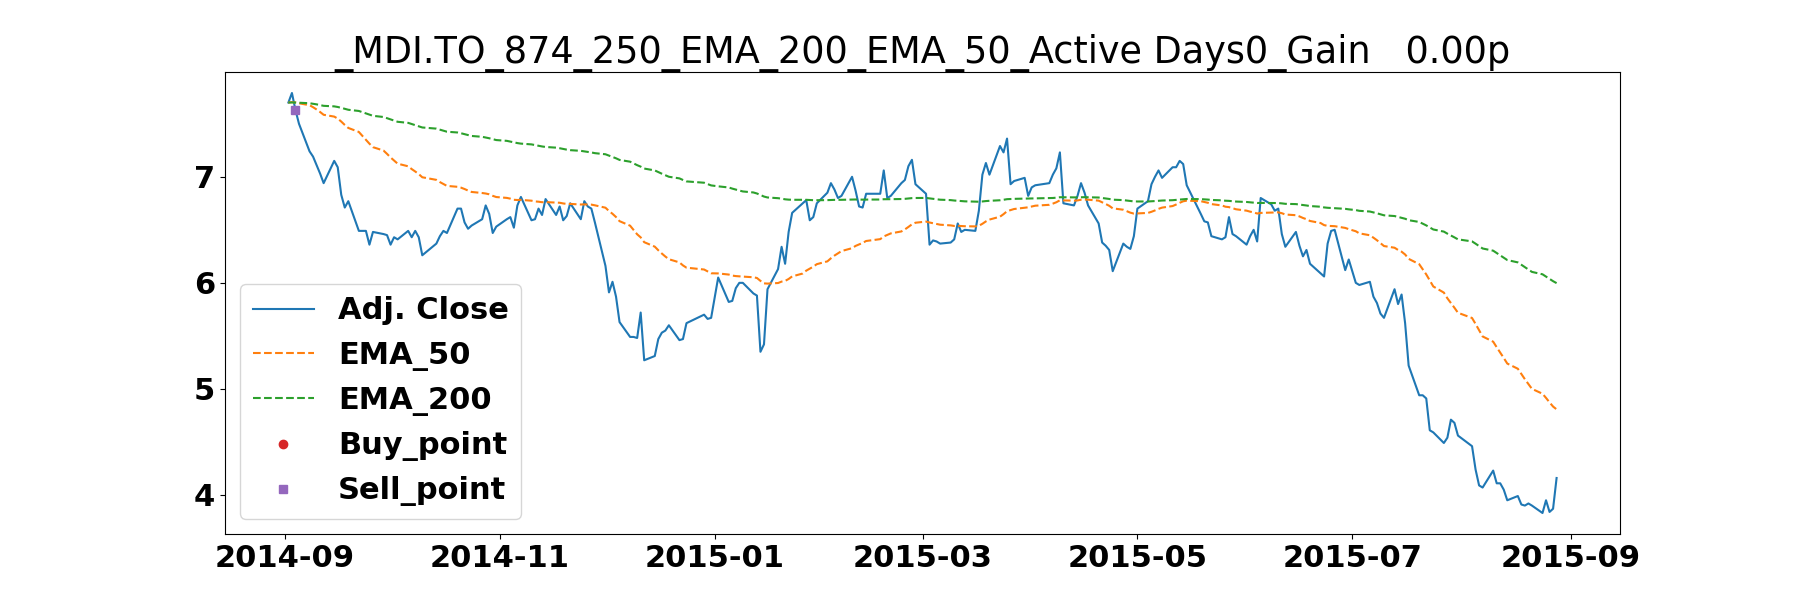 _MDI.TO_874_250_EMA_200_EMA_50_Active Days0_Gain   0.00p
7
6
5
4
Adj. Close
EMA_50
EMA_200
Buy_point
Sell_point
2014-09 2014-11 2015-01 2015-03 2015-05 2015-07 2015-09